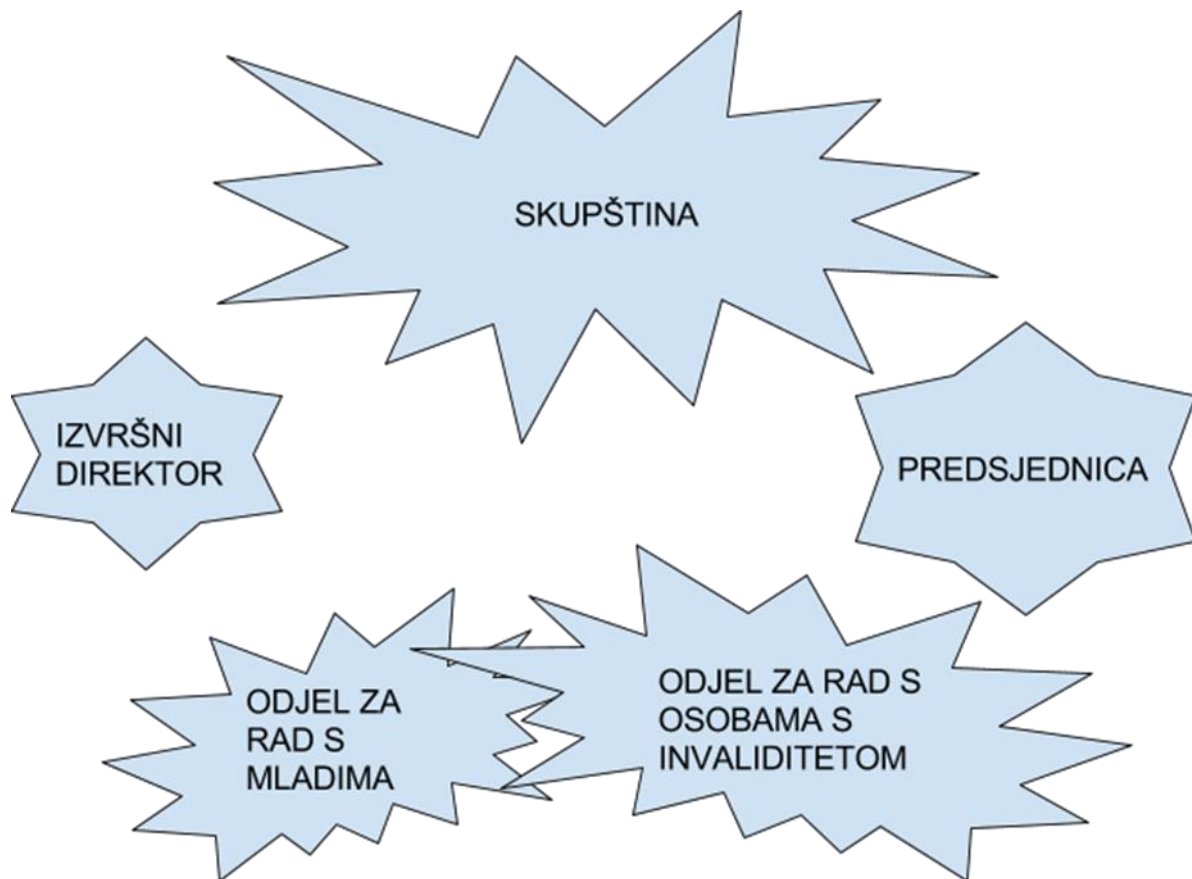 SKUPŠTINA
IZVRŠNI
DIREKTOR
PREDSJEDNICA
ODJEL ZA
RAD S
MLADIMA
ODJEL ZA RAD S
OSOBAMA S
INVALIDITETOM